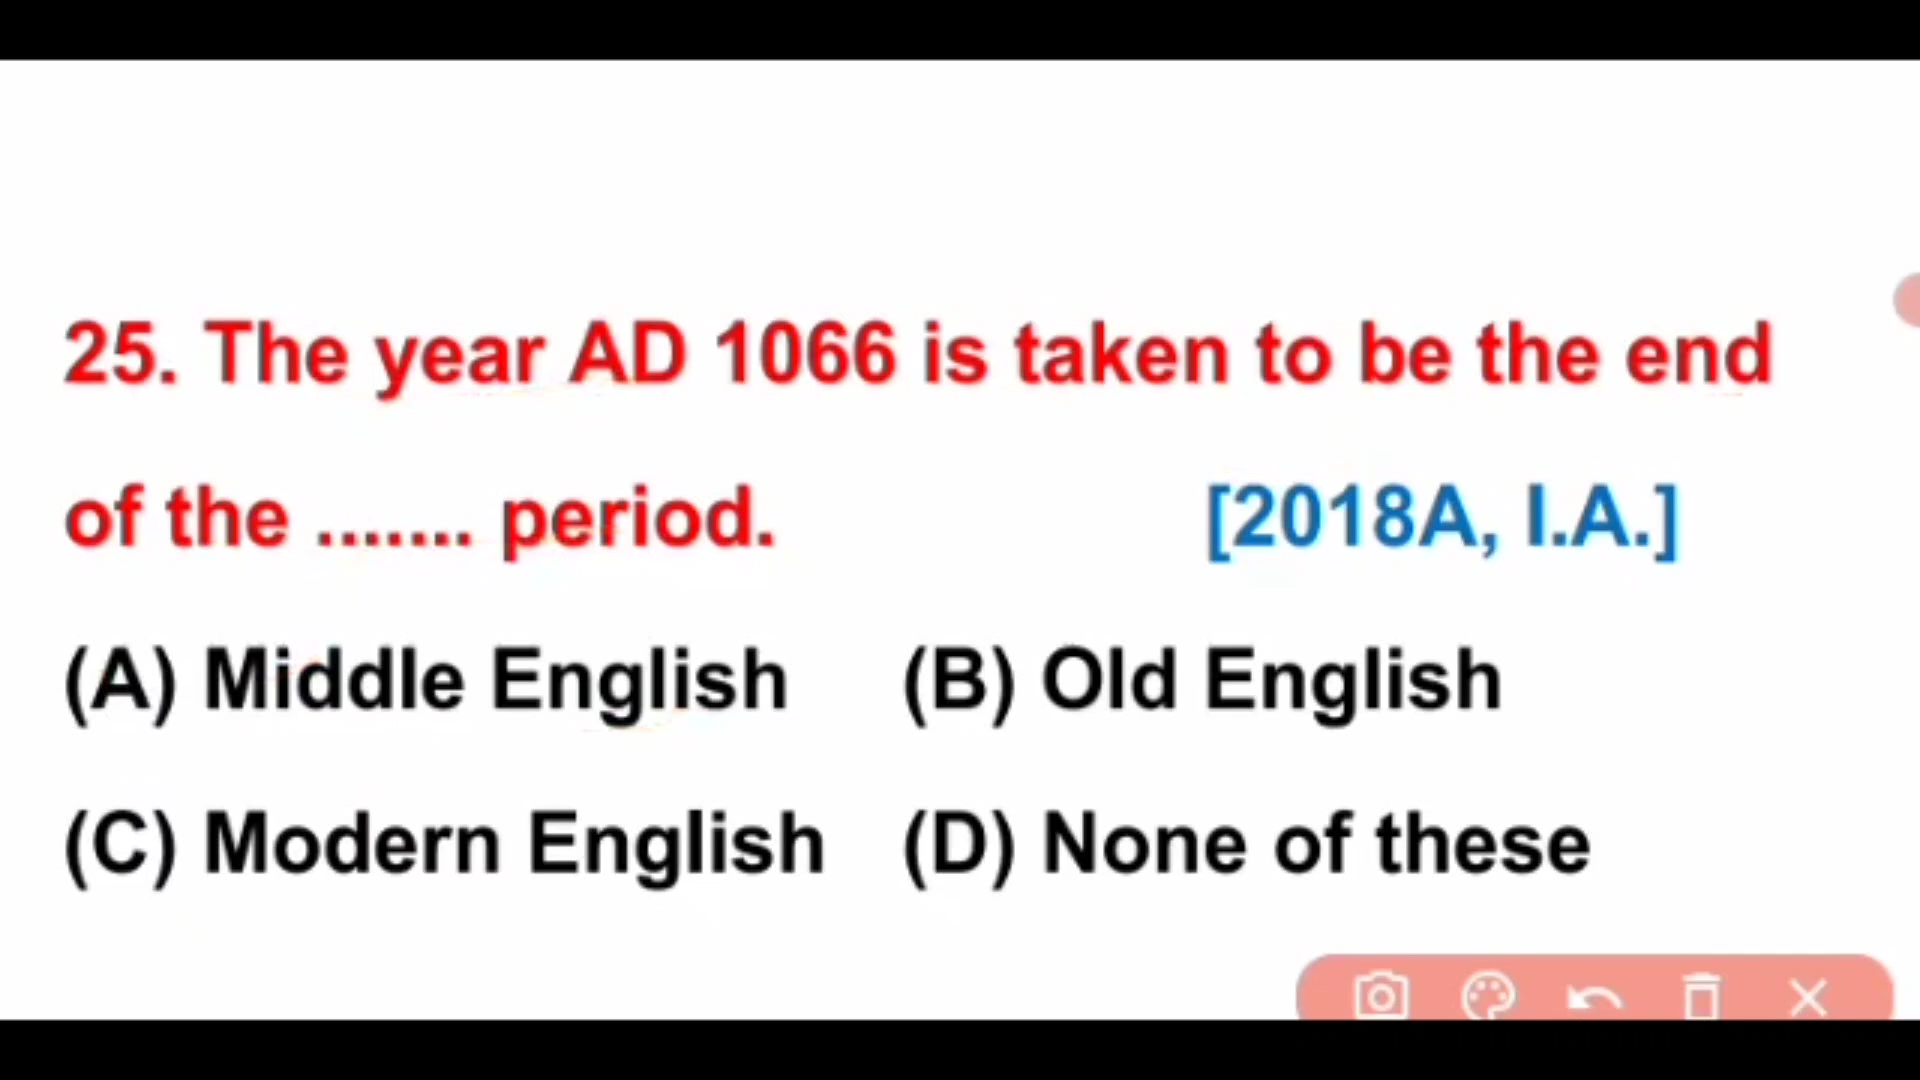 25. The year AD 1066 is taken to be the end
of the ....... period. [2018A, I.A.]
(A) Middle English (B) Old English
(C) Modern English (D) None of these